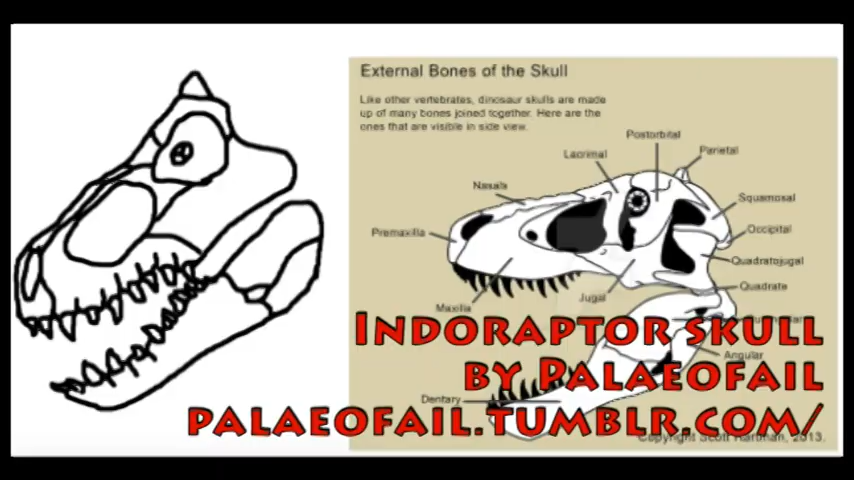 External Bones of the Skull
Like other vertebrates, dinosaur skulls are made
up of many bones joined together. Here are the
ones that are visible in side view.
Postorbital
Lacrimal
Parietal
Nasals
Squamosal
Premaxilla
Occipital
Quadratojugal
Quadrate
Maxilla
Jugal
Indoraptor skull
Angular
by Palaeofail
Dentary
palaeofail.tumblr.com/
Copyright Scott Hartman, 2013.